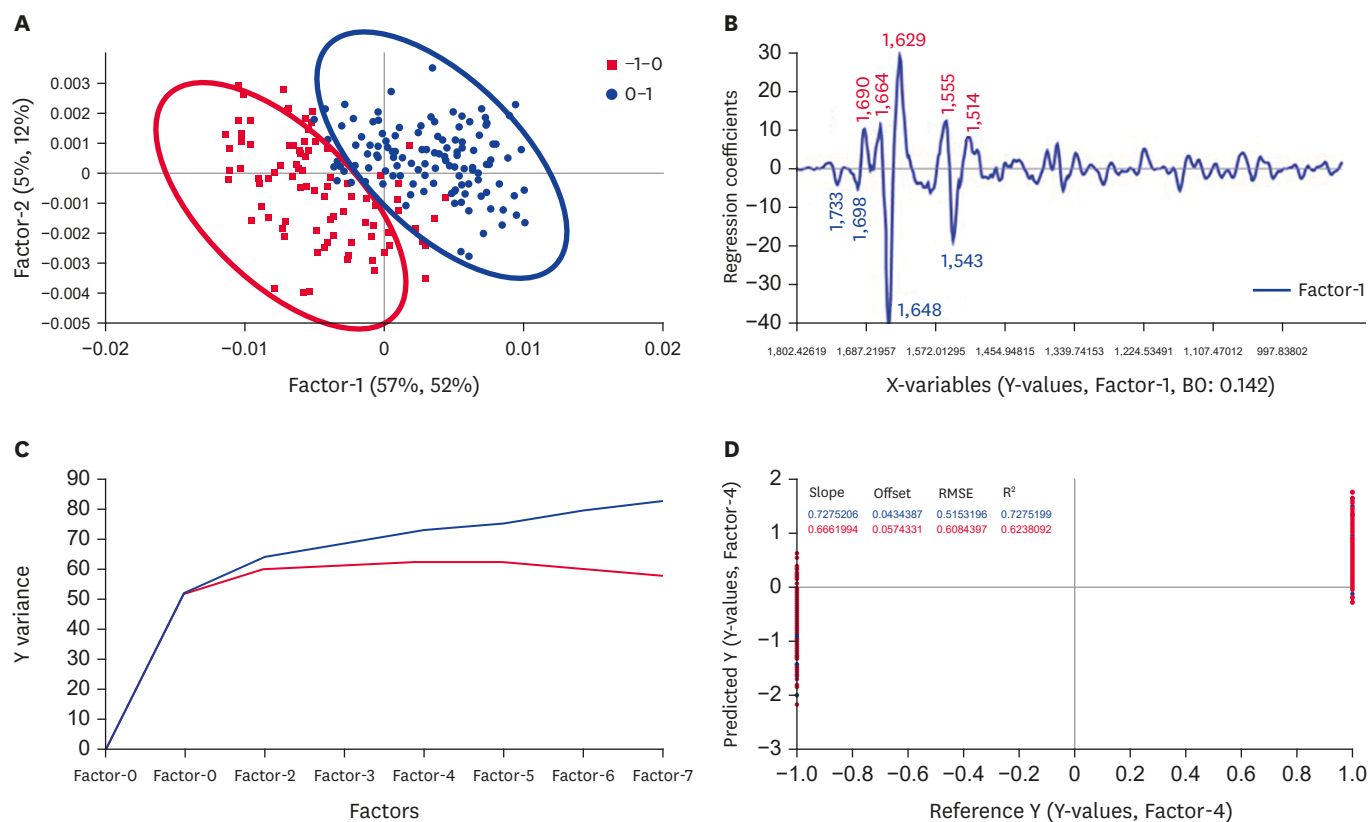 A
0.003
0.002
0.001
0
−0.001
−0.002
−0.003
−0.004
−0.005
Factor-2 (5%, 12%)
−1-0
0-1
−0.02
−0.01
0
0.01
0.02
Factor-1 (57%, 52%)
B
30
20
10
0
−10
−20
−30
−40
Regression coefficients
1,629
1,690
1,664
1,555
1,514
1,733
1,698
1,543
1,648
Factor-1
1,802.42619
1,687.21957
1,572.01295
1,454.94815
1,339.74153
1,224.53491
1,107.47012
997.83802
X-variables (Y-values, Factor-1, B0: 0.142)
C
90
80
70
60
50
40
30
20
10
0
Y variance
Factor-0
Factor-0
Factor-2
Factor-3
Factor-4
Factor-5
Factor-6
Factor-7
Factors
D
2
1
0
−1
−2
−3
Predicted Y (Y-values, Factor-4)
Slope Offset RMSE R²
0.7275206 0.0434387 0.5153196 0.7275199
0.6661994 0.0574331 0.6084397 0.6238092
−1.0
−0.8
−0.6
−0.4
−0.2
0
0.2
0.4
0.6
0.8
1.0
Reference Y (Y-values, Factor-4)